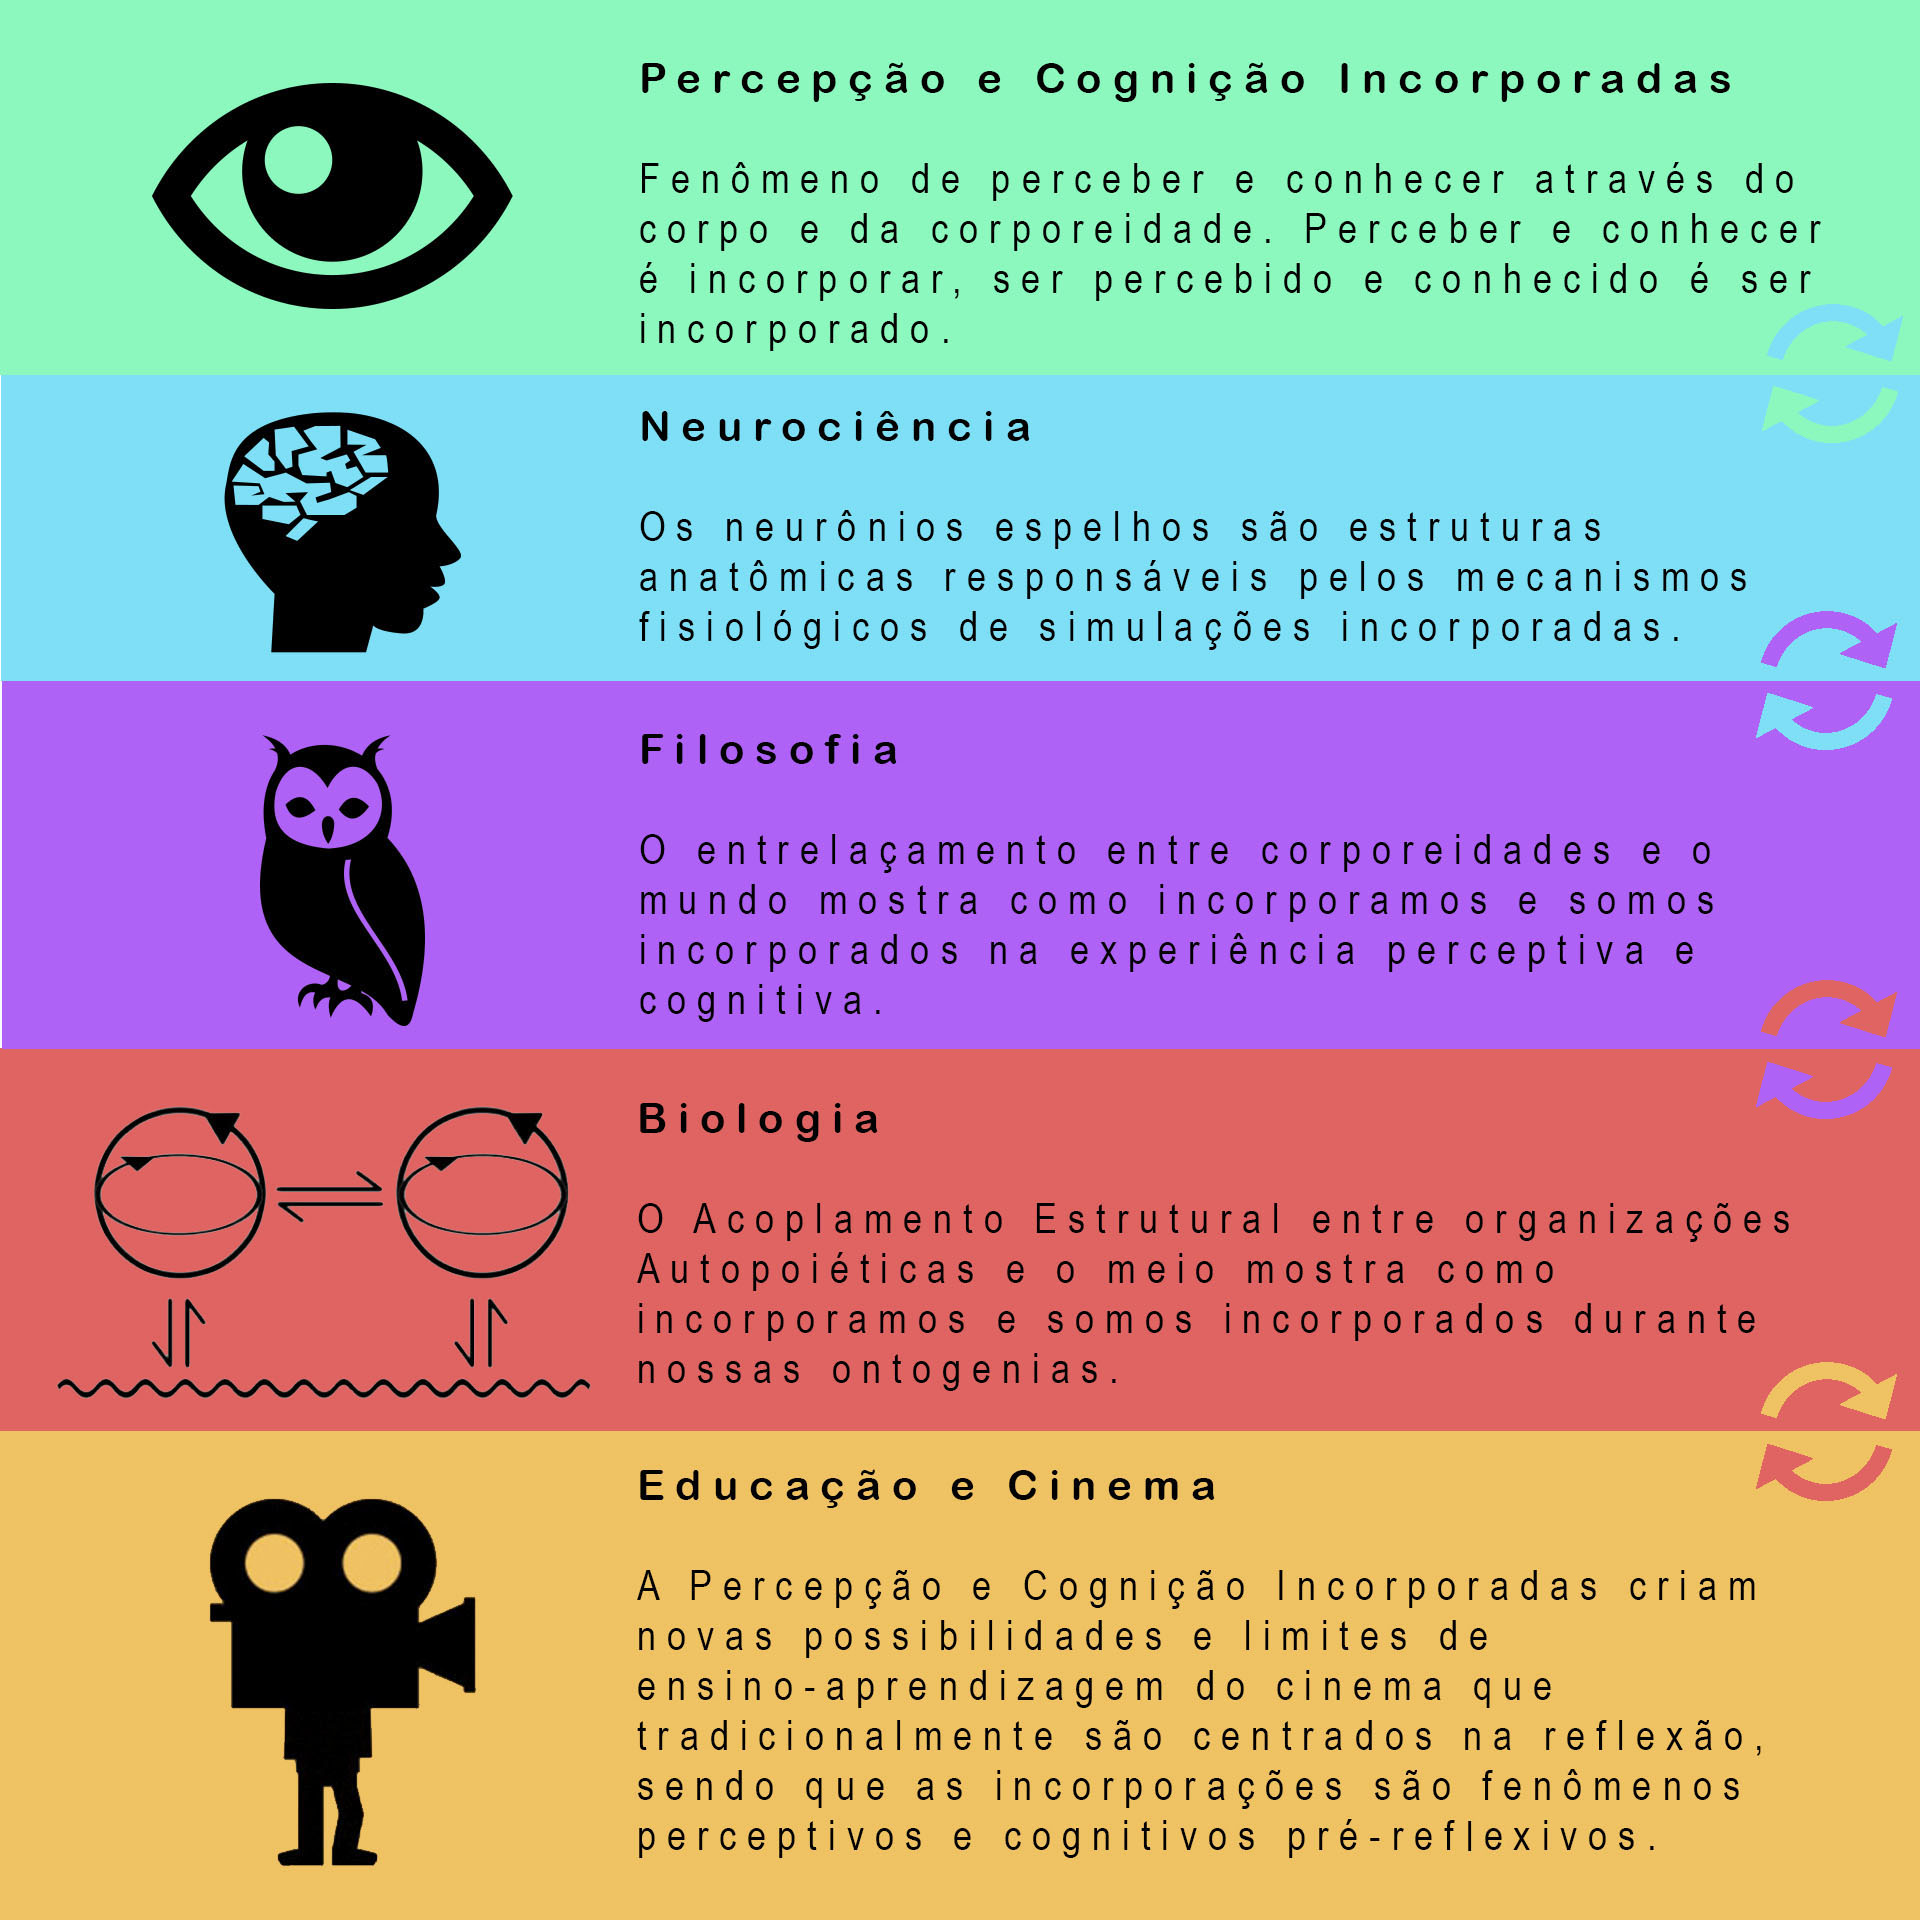 Percepção e Cognição Incorporadas
Fenômeno de perceber e conhecer através do
corpo e da corporeidade. Perceber e conhecer
é incorporar, ser percebido e conhecido é ser
incorporado.
Neurociência
Os neurônios espelhos são estruturas
anatômicas responsáveis pelos mecanismos
fisiológicos de simulações incorporadas.
Filosofia
O entrelaçamento entre corporeidades e o
mundo mostra como incorporamos e somos
incorporados na experiência perceptiva e
cognitiva.
Biologia
O Acoplamento Estrutural entre organizações
Autopoiéticas e o meio mostra como
incorporamos e somos incorporados durante
nossas ontogenias.
Educação e Cinema
A Percepção e Cognição Incorporadas criam
novas possibilidades e limites de
ensino-aprendizagem do cinema que
tradicionalmente são centrados na reflexão,
sendo que as incorporações são fenômenos
perceptivos e cognitivos pré-reflexivos.